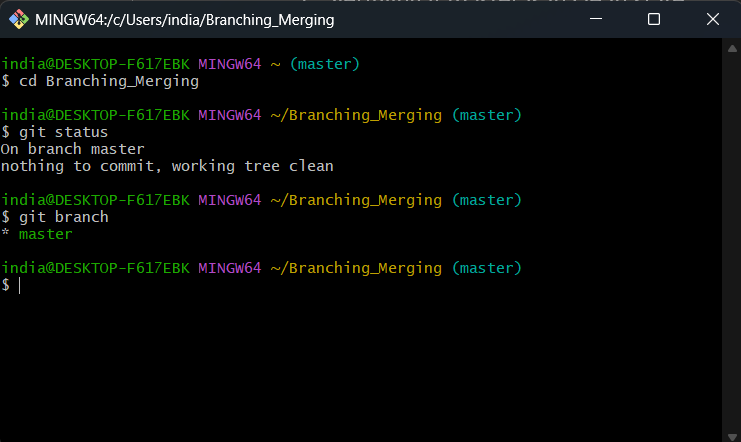 MINGW64:/c/Users/india/Branching_Merging
india@DESKTOP-F617EBK MINGW64 ~ (master)
$ cd Branching_Merging
india@DESKTOP-F617EBK MINGW64 ~/Branching_Merging (master)
$ git status
On branch master
nothing to commit, working tree clean
india@DESKTOP-F617EBK MINGW64 ~/Branching_Merging (master)
$ git branch
* master
india@DESKTOP-F617EBK MINGW64 ~/Branching_Merging (master)
$